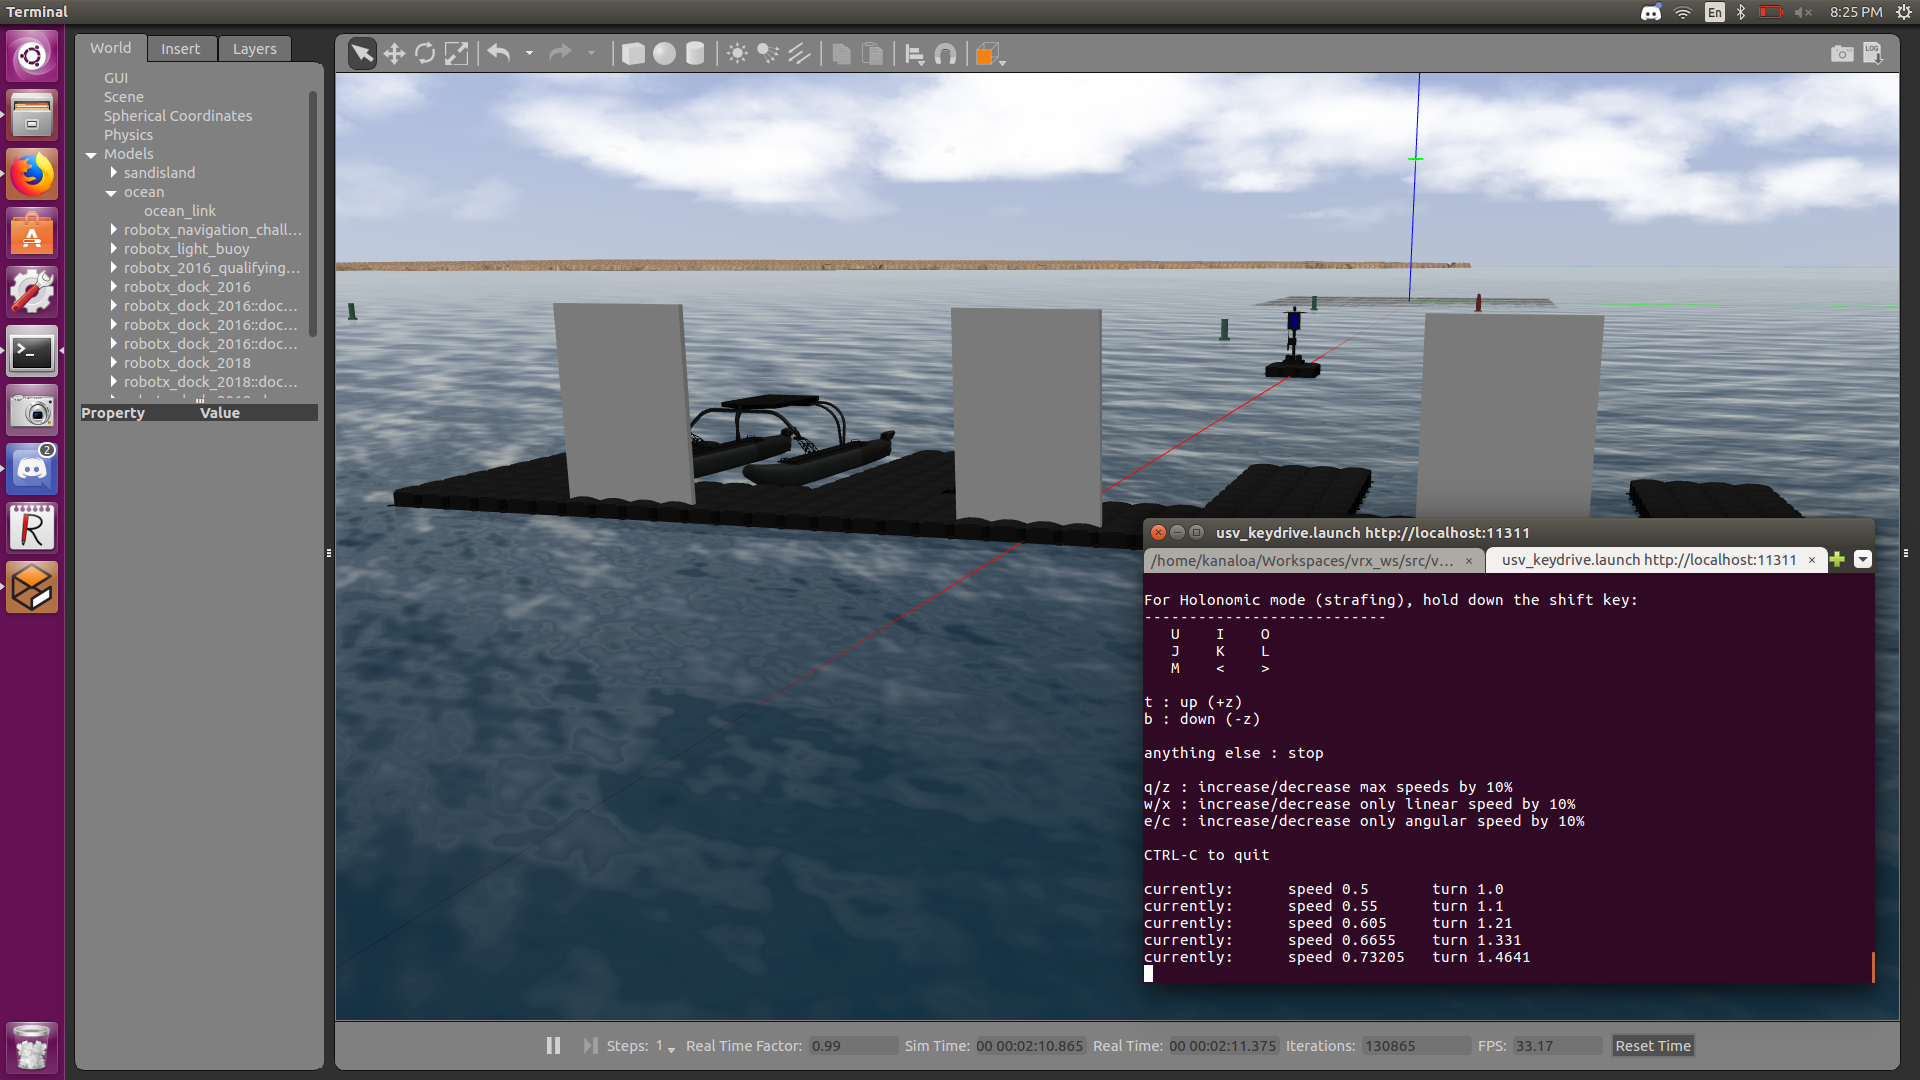 Terminal
En
8:25 PM
World Insert Layers
LOG
GUI
Scene
Spherical Coordinates
Physics
Models
sandisland
ocean
ocean_link
robotx_navigation_chall...
robotx_light_buoy
robotx_2016_qualifying...
robotx_dock_2016
robotx_dock_2016::doc...
robotx_dock_2016::doc...
robotx_dock_2016::doc...
robotx_dock_2018
robotx_dock_2018::doc...
Property Value
2
usv_keydrive.launch http://localhost:11311
/home/kanaloa/Workspaces/vrx_ws/src/v... × usv_keydrive.launch http://localhost:11311 ×
For Holonomic mode (strafing), hold down the shift key:
---------------------------
U I O
J K L
M < >
t : up (+z)
b : down (-z)
anything else : stop
q/z : increase/decrease max speeds by 10%
w/x : increase/decrease only linear speed by 10%
e/c : increase/decrease only angular speed by 10%
CTRL-C to quit
currently: speed 0.5 turn 1.0
currently: speed 0.55 turn 1.1
currently: speed 0.605 turn 1.21
currently: speed 0.6655 turn 1.331
currently: speed 0.73205 turn 1.4641
Steps: 1 Real Time Factor: 0.99 Sim Time: 00 00:02:10.865 Real Time: 00 00:02:11.375 Iterations: 130865 FPS: 33.17 Reset Time